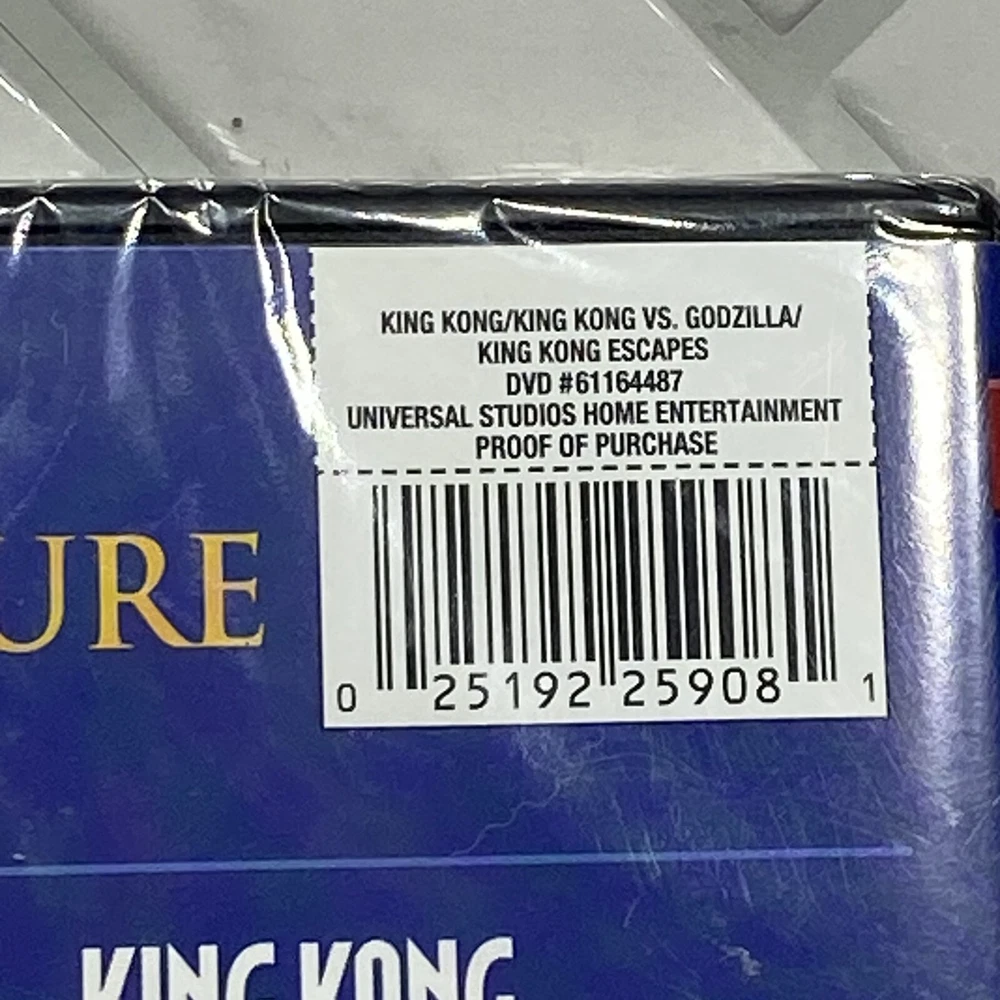 KING KONG/KING KONG VS. GODZILLA/
KING KONG ESCAPES
DVD #61164487
UNIVERSAL STUDIOS HOME ENTERTAINMENT
PROOF OF PURCHASE
0 25192 25908 1
URE
KING KONG